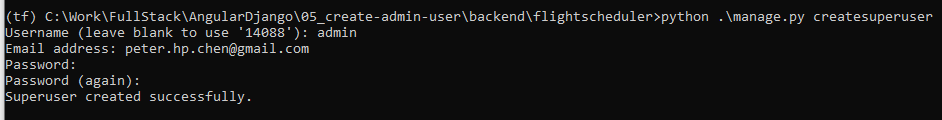 (tf) C:\Work\FullStack\AngularDjango\05_create-admin-user\backend\flightscheduler>python .\manage.py createsuperuser
Username (leave blank to use '14088'): admin
Email address: peter.hp.chen@gmail.com
Password:
Password (again):
Superuser created successfully.